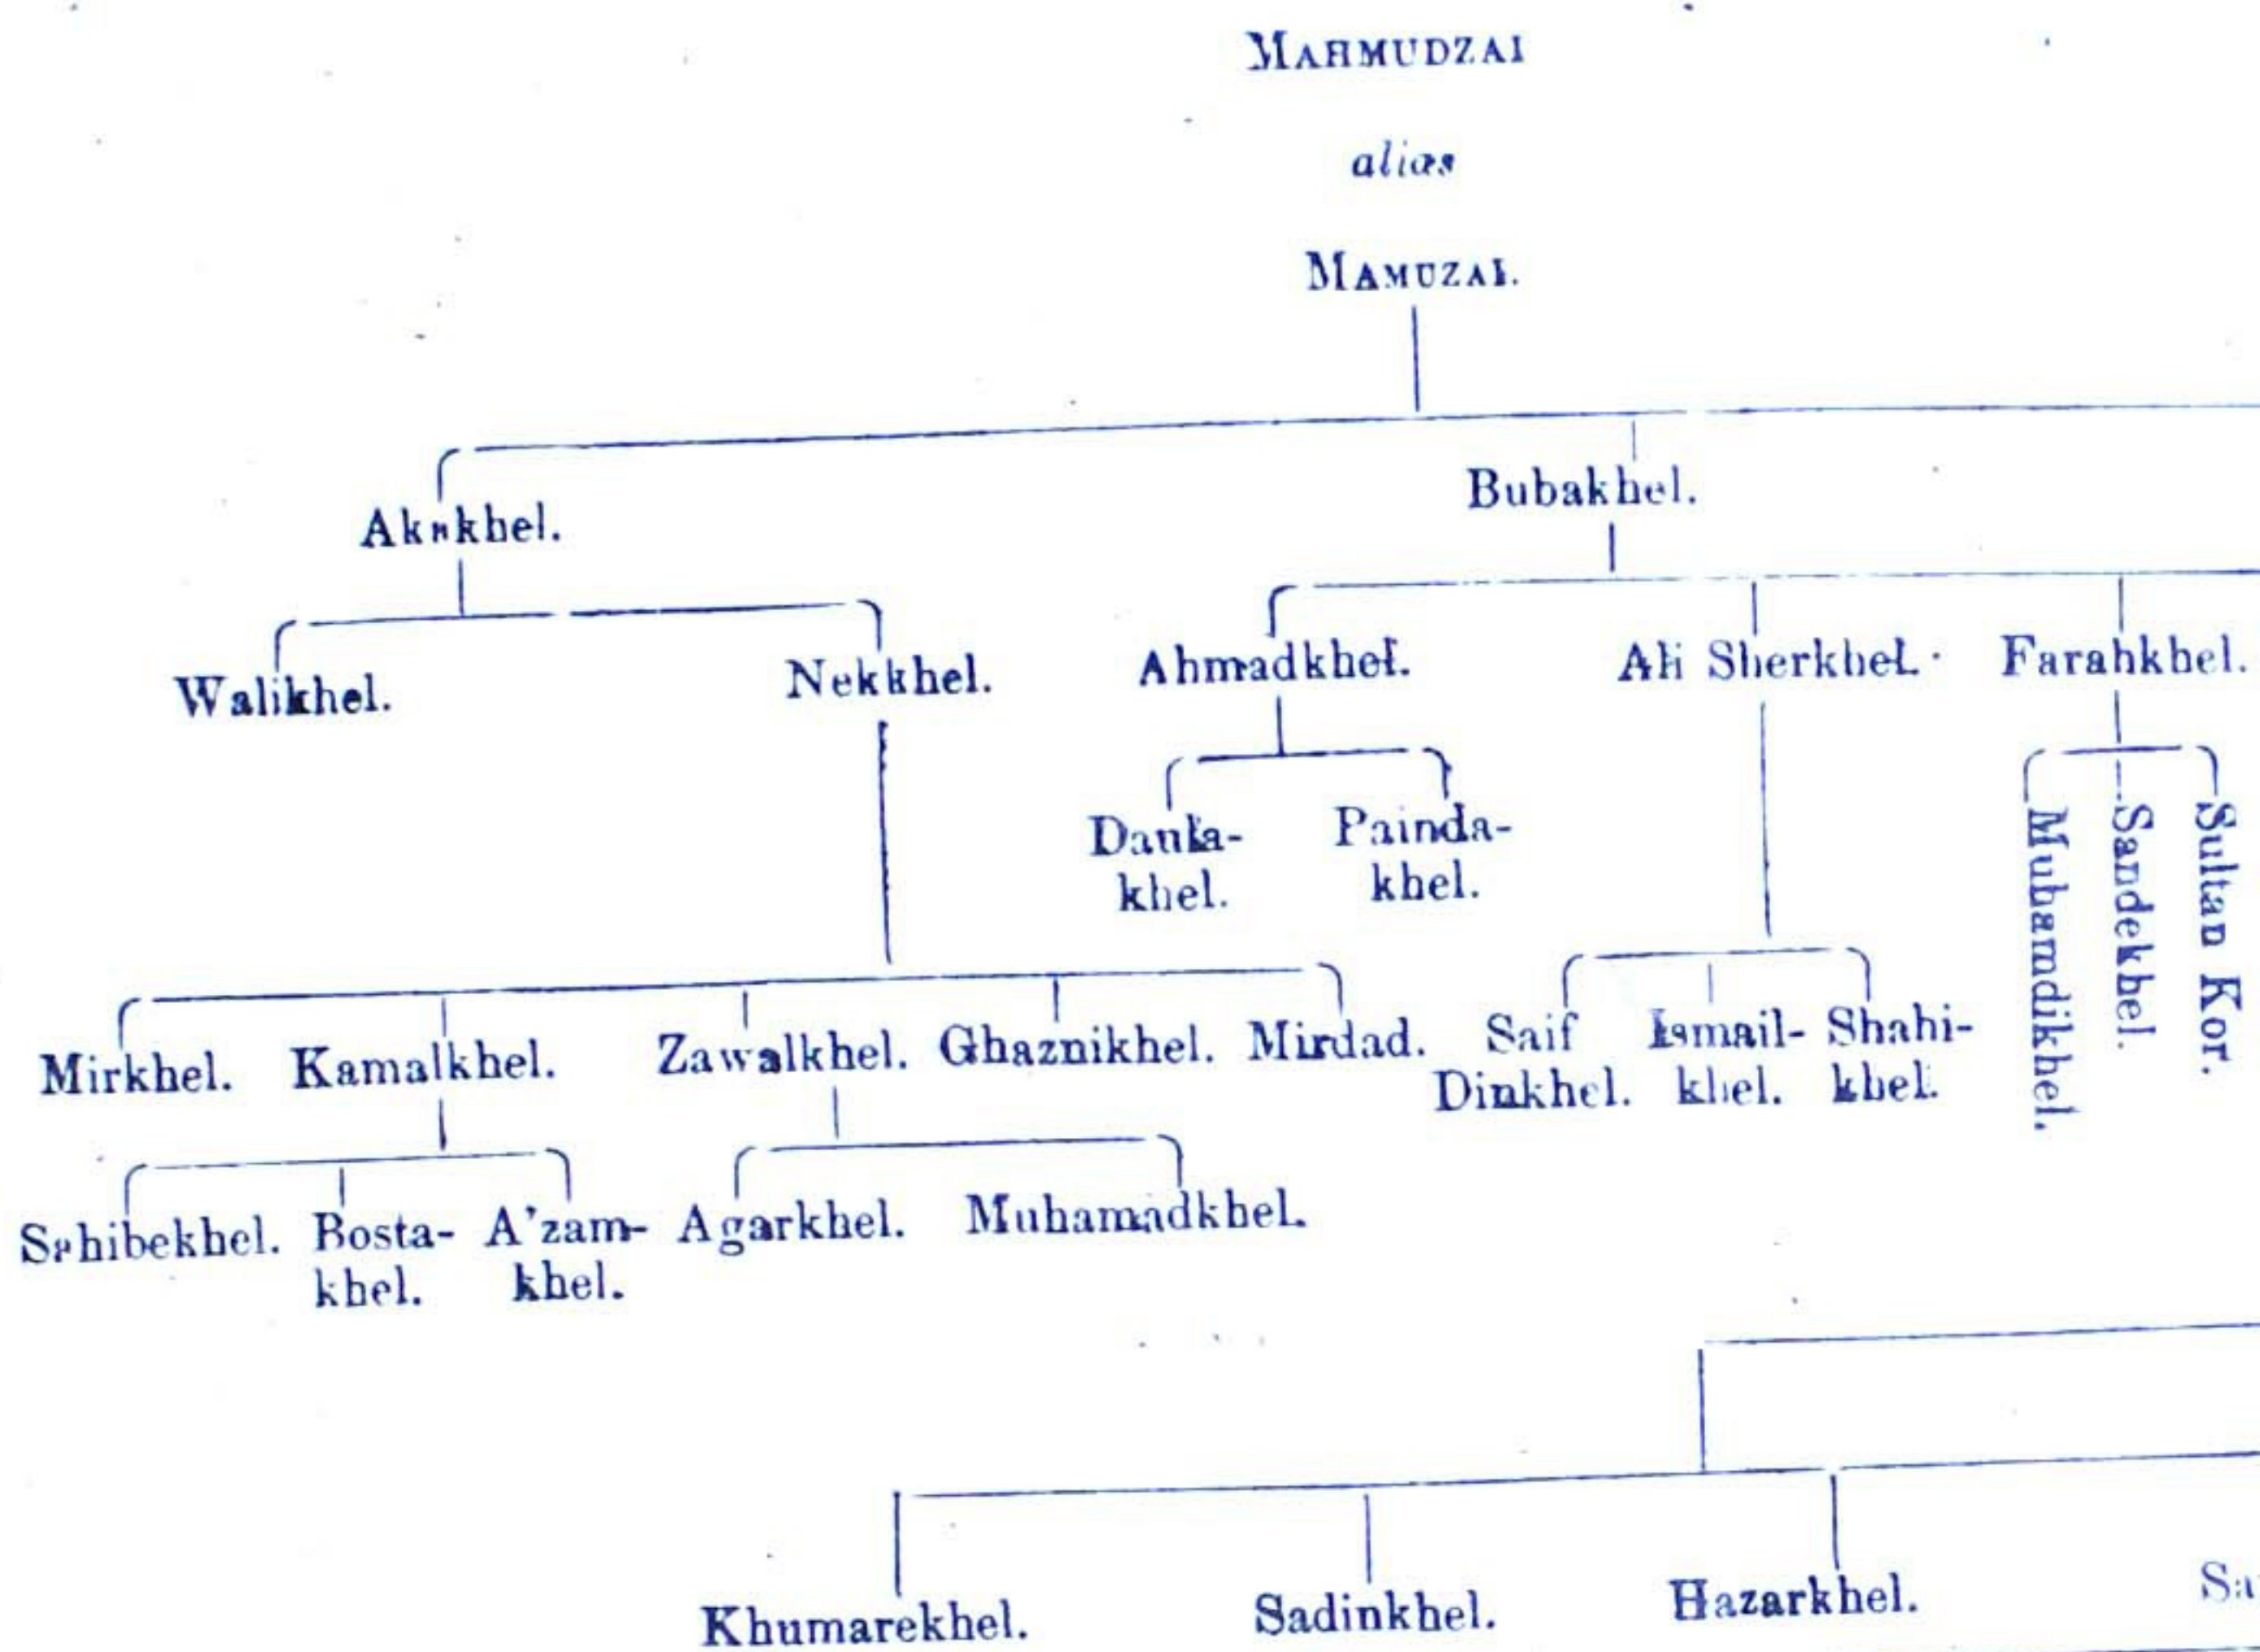 MAHMUDZAI
alias
MAMUZAI.
Akakhel. Bubakhel.
Walikhel. Nekkhel. Ahmadkhel. Ali Sherkhel. Farahkhel.
Daula- Painda-
khel. khel.
Muhamdikhel.
Sandekhel.
Sultan Kor.
Mirkhel. Kamalkhel. Zawalkhel. Ghaznikhel. Mirdad. Saif Ismail- Shahi-
Dinkhel. khel. khel.
Sahibekhel. Bosta- A'zam- Agarkhel. Muhamadkhel.
khel. khel.
Khumarekhel. Sadinkhel. Hazarkhel.